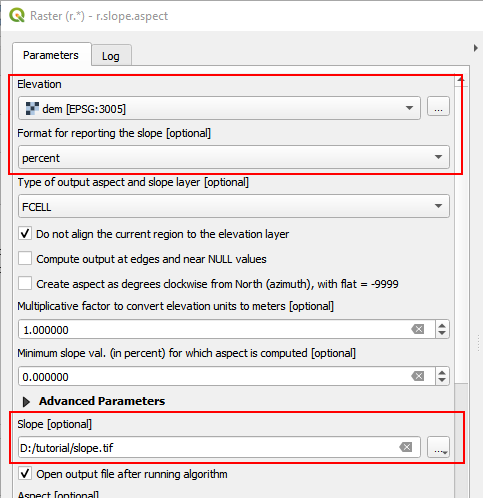 Raster (r.*) - r.slope.aspect
Parameters
Log
Elevation
dem [EPSG:3005]
...
Format for reporting the slope [optional]
percent
Type of output aspect and slope layer [optional]
FCELL
Do not align the current region to the elevation layer
Compute output at edges and near NULL values
Create aspect as degrees clockwise from North (azimuth), with flat = -9999
Multiplicative factor to convert elevation units to meters [optional]
1.000000
Minimum slope val. (in percent) for which aspect is computed [optional]
0.000000
Advanced Parameters
Slope [optional]
D:/tutorial/slope.tif
...
Open output file after running algorithm
Aspect [optional]